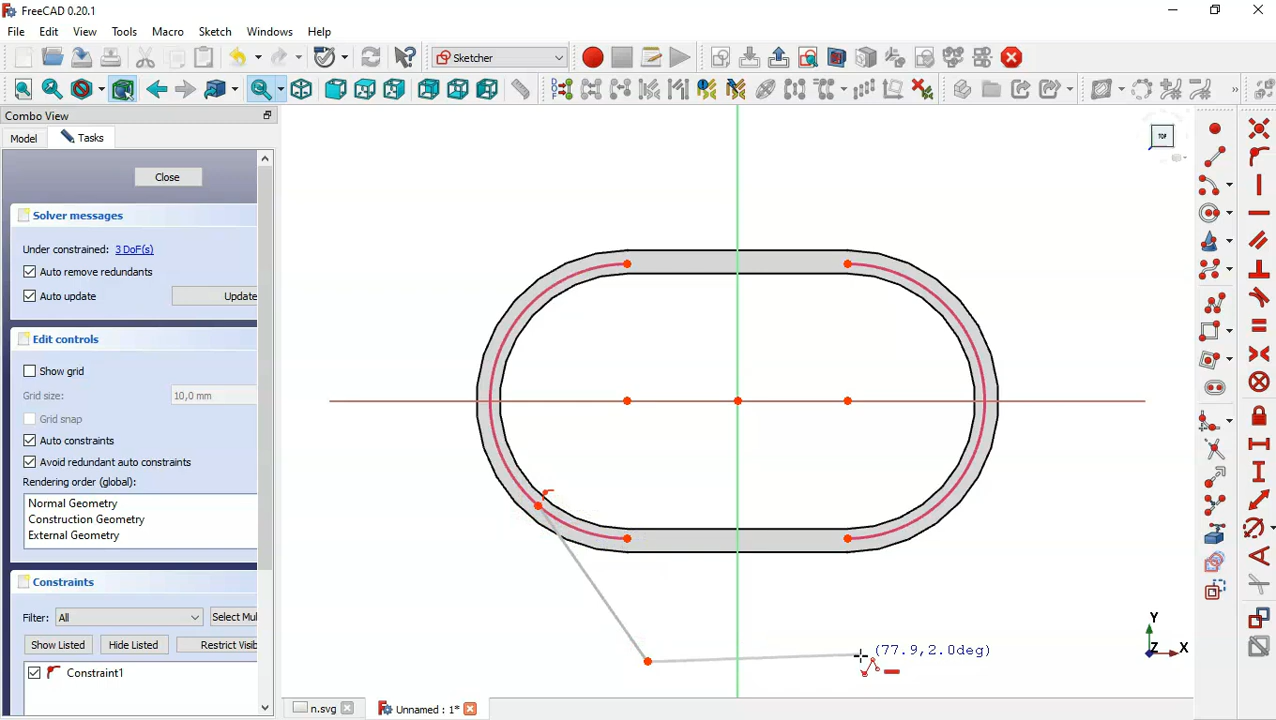 FreeCAD 0.20.1
File Edit View Tools Macro Sketch Windows Help
Sketcher
Combo View
Model Tasks
Close
Solver messages
Under constrained: 3 DoF(s)
Auto remove redundants
Auto update Update
Edit controls
Show grid
Grid size: 10,0 mm
Grid snap
Auto constraints
Avoid redundant auto constraints
Rendering order (global):
Normal Geometry
Construction Geometry
External Geometry
Constraints
Filter: All Select Mul
Show Listed Hide Listed Restrict Visib
Constraint1
TOP
(77.9,2.0deg)
Y
Z X
n.svg Unnamed : 1*